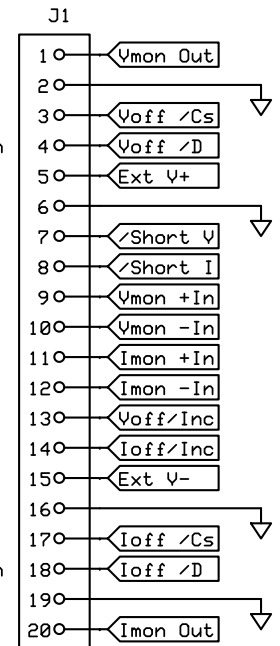 J1
1 Vmon Out
2
3 Voff /Cs
n 4 Voff /D
5 Ext V+
6
7 /Short V
8 /Short I
9 Vmon +In
10 Vmon -In
11 Imon +In
12 Imon -In
13 Voff/Inc
14 Ioff/Inc
15 Ext V-
16
17 Ioff /Cs
n 18 Ioff /D
19
20 Imon Out